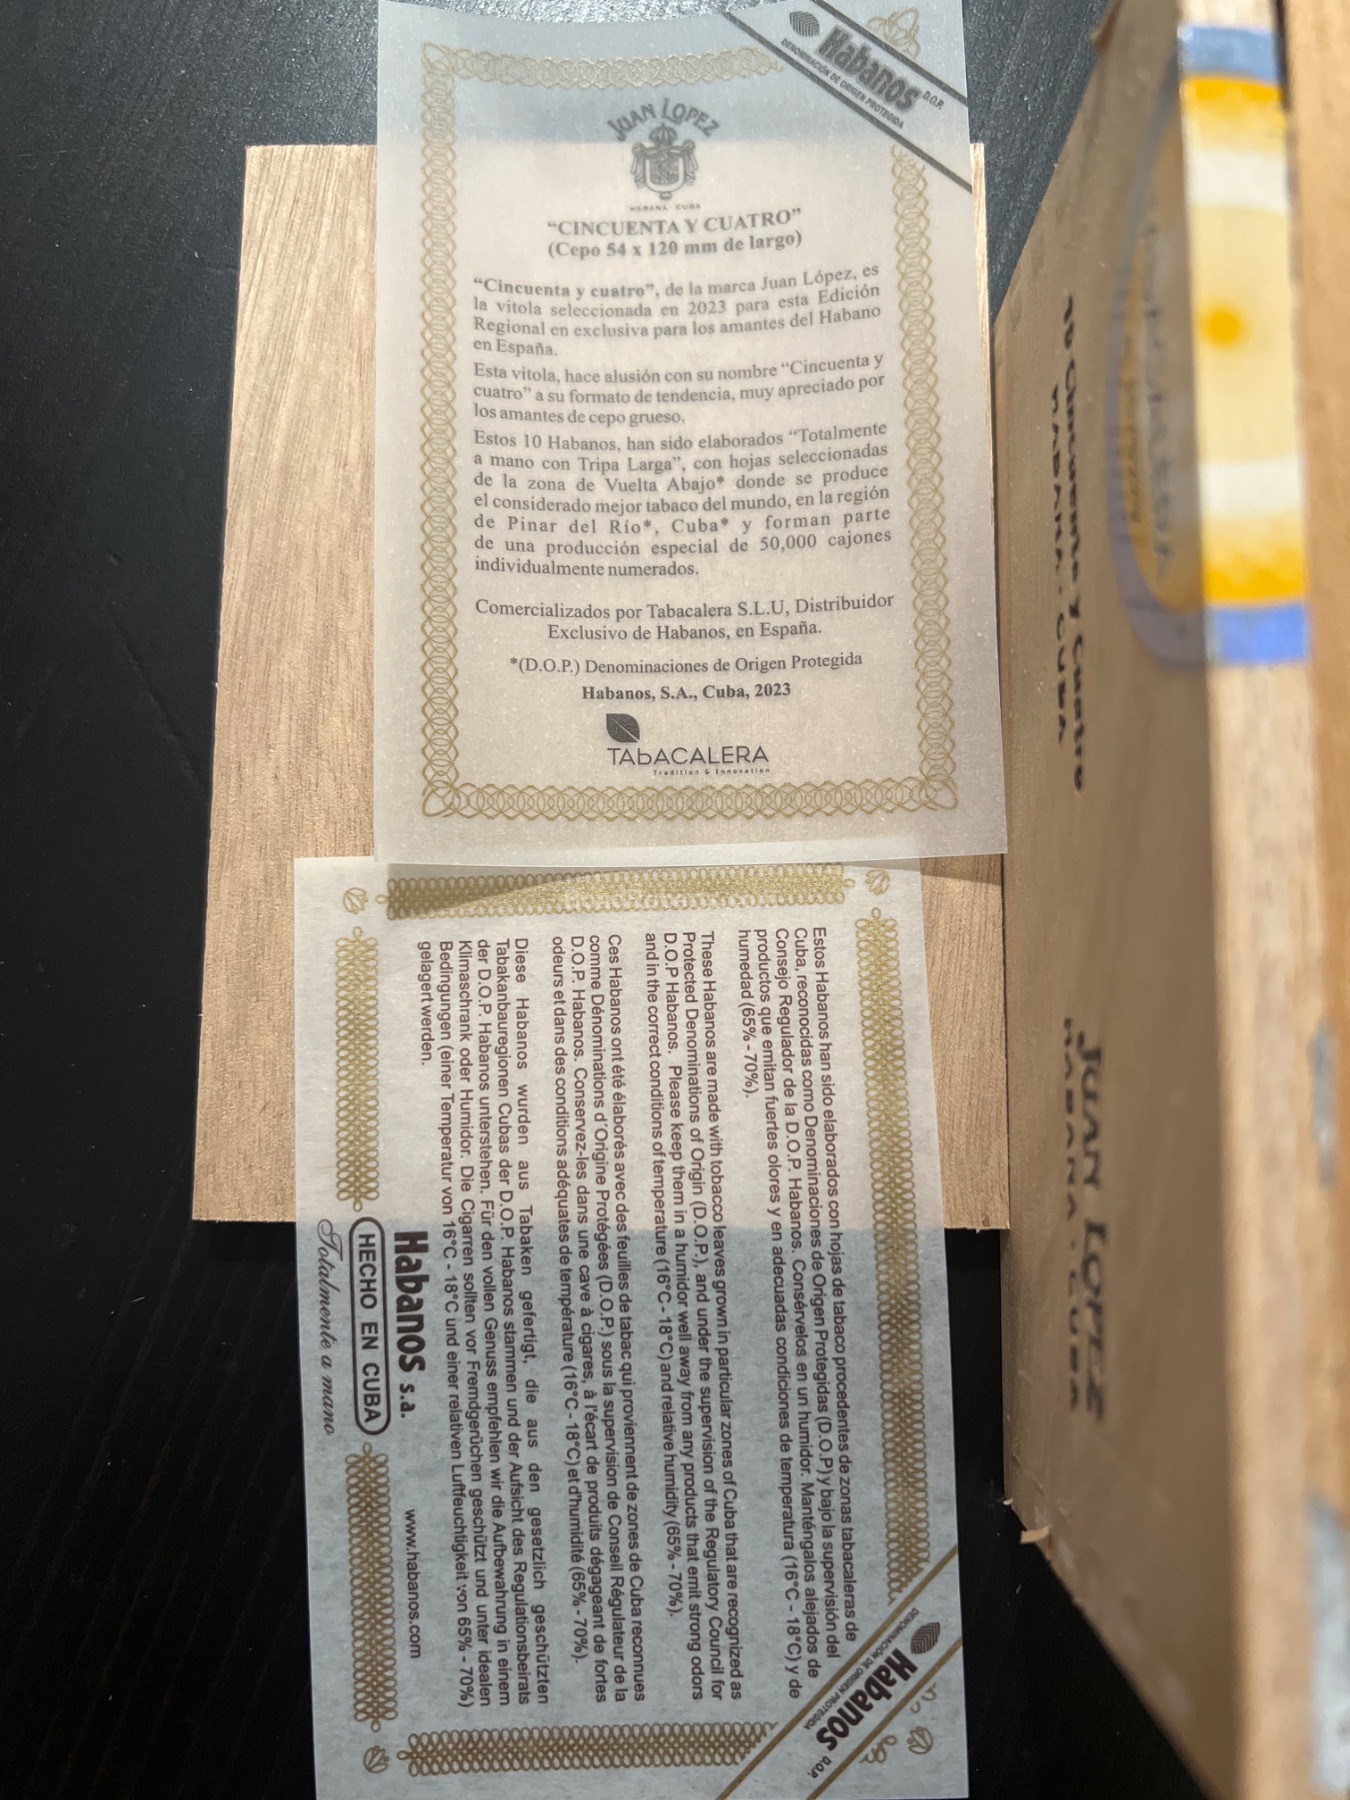 Habanos D.O.P.
DENOMINACIÓN DE ORIGEN PROTEGIDA
JUAN LOPEZ
HABANA · CUBA
“CINCUENTA Y CUATRO”
(Cepo 54 x 120 mm de largo)
“Cincuenta y cuatro”, de la marca Juan López, es
la vitola seleccionada en 2023 para esta Edición
Regional en exclusiva para los amantes del Habano
en España.
Esta vitola, hace alusión con su nombre “Cincuenta y
cuatro” a su formato de tendencia, muy apreciado por
los amantes de cepo grueso.
Estos 10 Habanos, han sido elaborados “Totalmente
a mano con Tripa Larga”, con hojas seleccionadas
de la zona de Vuelta Abajo* donde se produce
el considerado mejor tabaco del mundo, en la región
de Pinar del Río*, Cuba* y forman parte
de una producción especial de 50,000 cajones
individualmente numerados.
Comercializados por Tabacalera S.L.U, Distribuidor
Exclusivo de Habanos, en España.
*(D.O.P.) Denominaciones de Origen Protegida
Habanos, S.A., Cuba, 2023
TAbACALERA
Tradition & Innovation
Estos Habanos han sido elaborados con hojas de tabaco procedentes de zonas tabacaleras de
Cuba, reconocidas como Denominaciones de Origen Protegidas (D.O.P) y bajo la supervisión del
Consejo Regulador de la D.O.P. Habanos. Consérvelos en un humidor. Manténgalos alejados de
productos que emitan fuertes olores y en adecuadas condiciones de temperatura (16°C - 18°C) y de
humedad (65% - 70%).
These Habanos are made with tobacco leaves grown in particular zones of Cuba that are recognized as
Protected Denominations of Origin (D.O.P.), and under the supervision of the Regulatory Council for
D.O.P Habanos. Please keep them in a humidor well away from any products that emit strong odors
and in the correct conditions of temperature (16°C - 18°C) and relative humidity (65% - 70%).
Ces Habanos ont été élaborés avec des feuilles de tabac qui proviennent de zones de Cuba reconnues
comme Dénominations d'Origine Protégées (D.O.P.) sous la supervision de Conseil Régulateur de la
D.O.P. Habanos. Conservez-les dans une cave à cigares, à l'écart de produits dégageant de fortes
odeurs et dans des conditions adéquates de température (16°C - 18°C) et d'humidité (65% - 70%).
Diese Habanos wurden aus Tabaken gefertigt, die aus den gesetzlich geschützten
Tabakanbauregionen Cubas der D.O.P. Habanos stammen und der Aufsicht des Regulationsbeirats
der D.O.P. Habanos unterstehen. Für den vollen Genuss empfehlen wir die Aufbewahrung in einem
Klimaschrank oder Humidor. Die Cigarren sollten vor Fremdgerüchen geschützt und unter idealen
Bedingungen (einer Temperatur von 16°C - 18°C und einer relativen Luftfeuchtigkeit von 65% - 70%)
gelagert werden.
Habanos s.a.
www.habanos.com
HECHO EN CUBA
Totalmente a mano
Habanos D.O.P.
DENOMINACIÓN DE ORIGEN PROTEGIDA
10 Cincuenta y Cuatro
HABANA · CUBA
JUAN LOPEZ
HABANA · CUBA